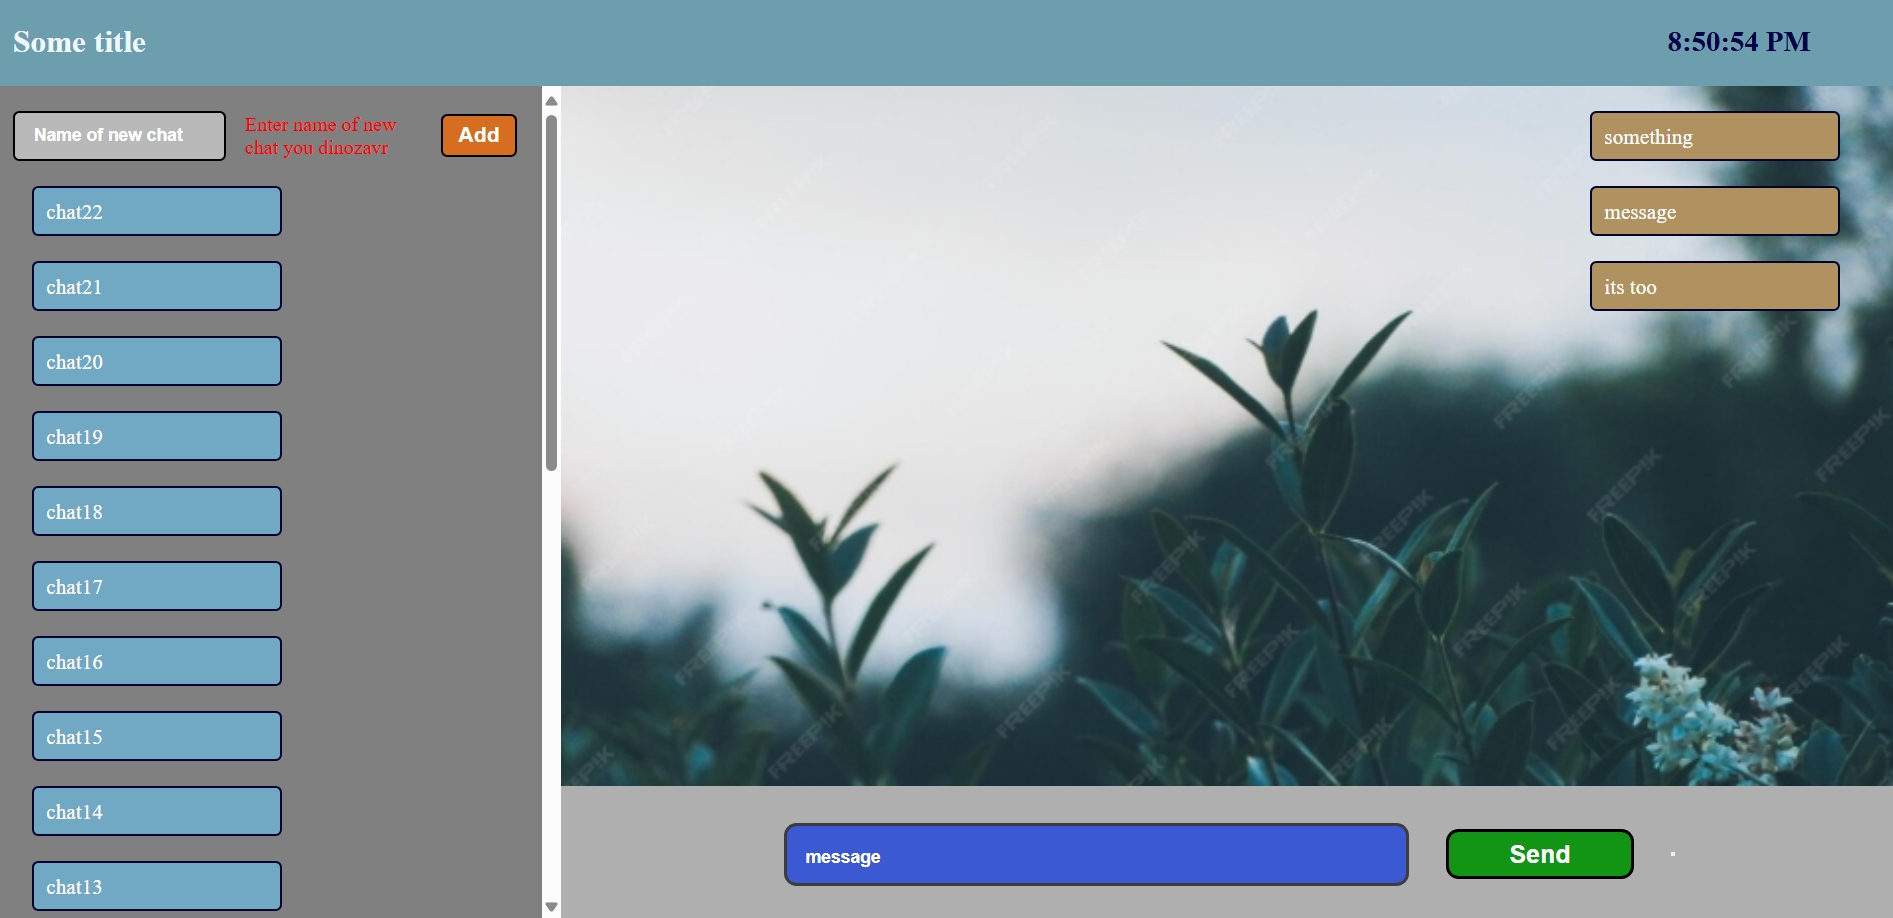 Some title
8:50:54 PM
Name of new chat
Enter name of new
chat you dinozavr
Add
chat22
chat21
chat20
chat19
chat18
chat17
chat16
chat15
chat14
chat13
something
message
its too
FREEPIK
message
Send